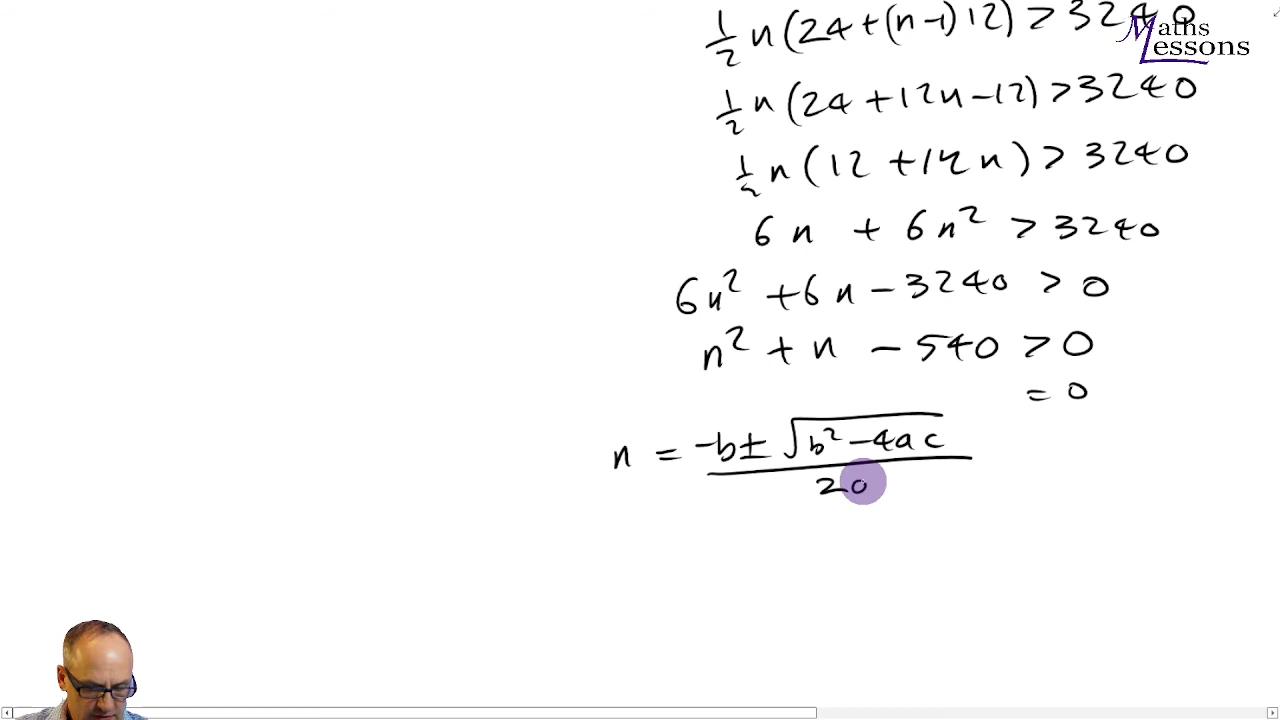 ½n(24+(n-1)12) > 3240
Maths
Lessons
½n(24+12n-12) > 3240
½n(12+12n) > 3240
6n + 6n² > 3240
6n² + 6n - 3240 > 0
n² + n - 540 > 0
= 0
n = -b±√b²-4ac
2a